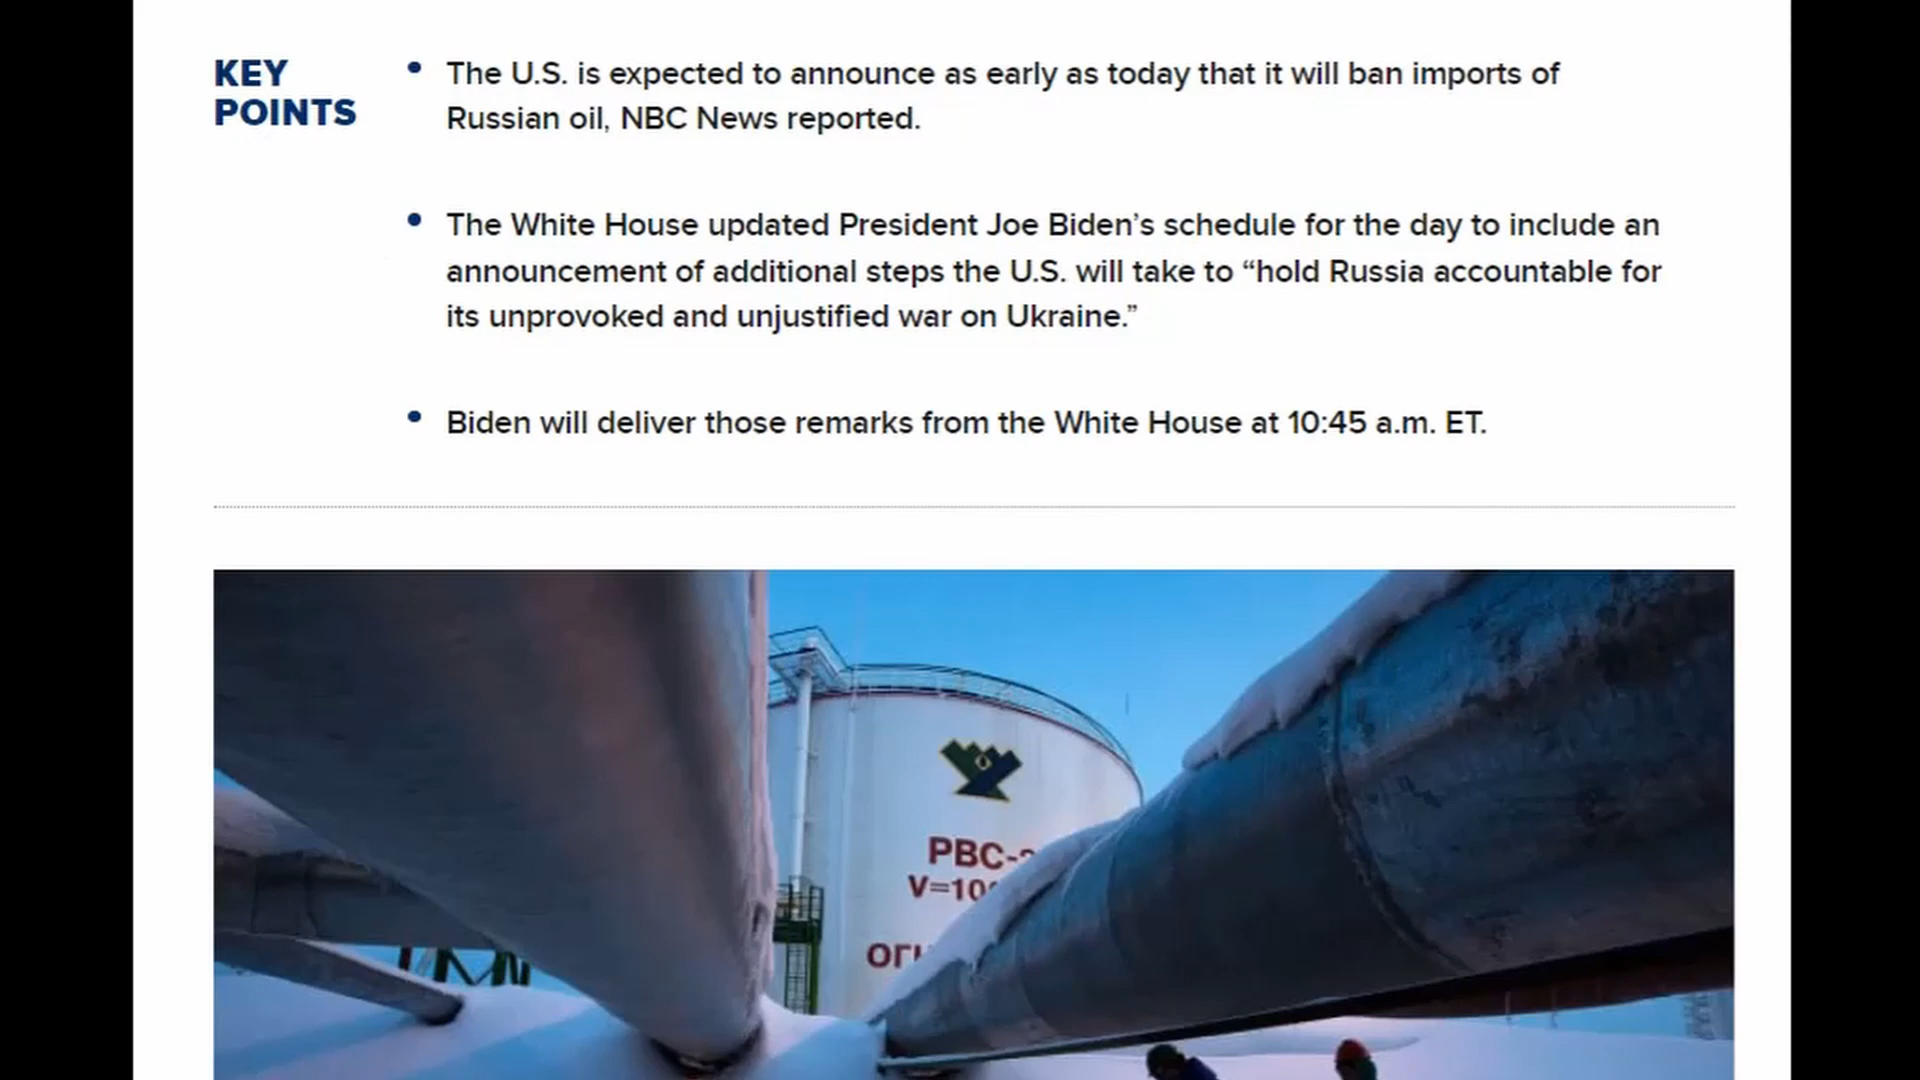 KEY
POINTS
The U.S. is expected to announce as early as today that it will ban imports of
Russian oil, NBC News reported.
The White House updated President Joe Biden’s schedule for the day to include an
announcement of additional steps the U.S. will take to “hold Russia accountable for
its unprovoked and unjustified war on Ukraine.”
Biden will deliver those remarks from the White House at 10:45 a.m. ET.
РВС-
V=10
ОГН